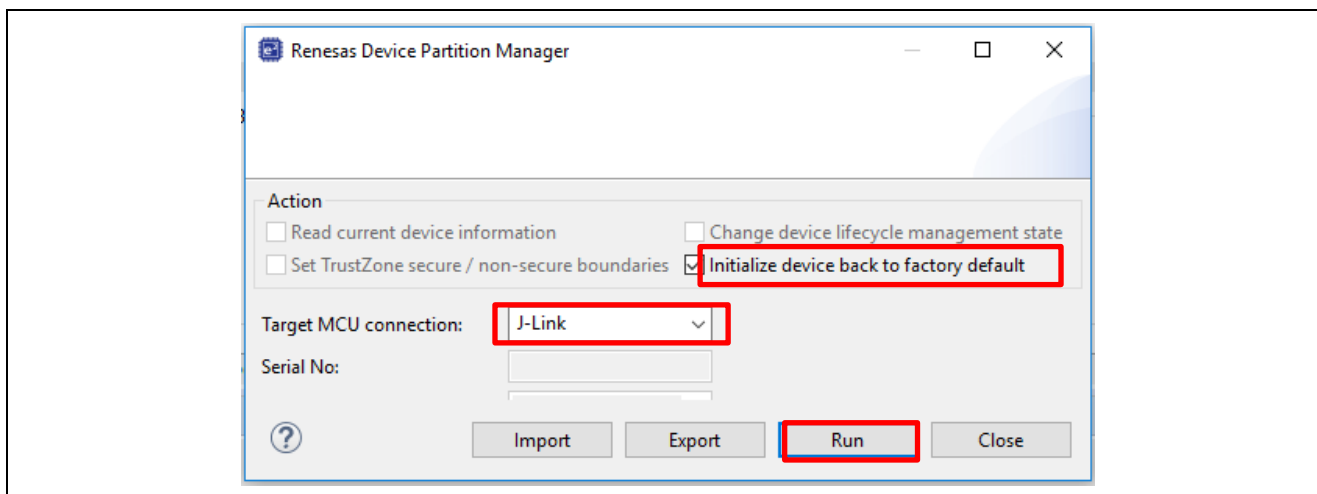 Renesas Device Partition Manager
Action
Read current device information
Change device lifecycle management state
Set TrustZone secure / non-secure boundaries
Initialize device back to factory default
Target MCU connection:
J-Link
Serial No:
?
Import
Export
Run
Close